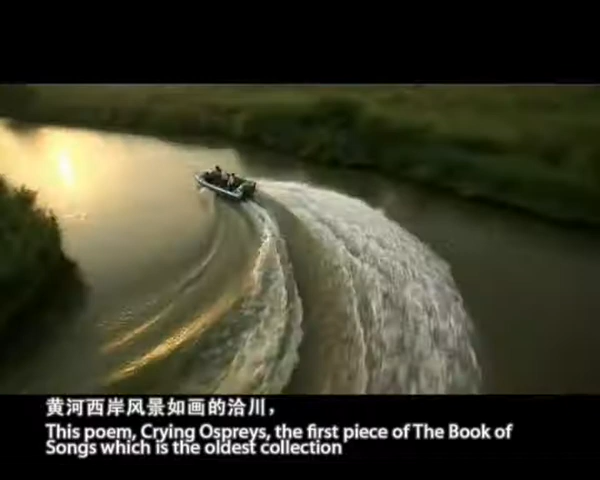 黄河西岸风景如画的洽川，
This poem, Crying Ospreys, the first piece of The Book of
Songs which is the oldest collection